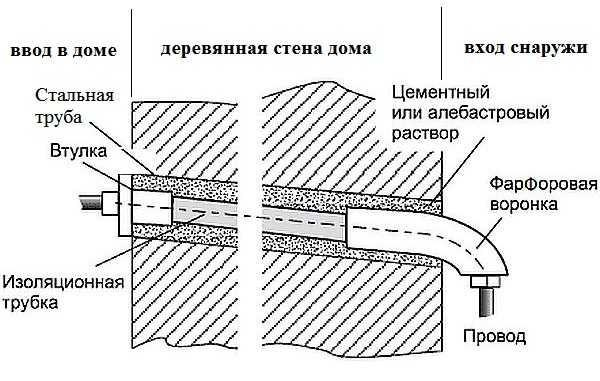 ввод в доме
деревянная стена дома
вход снаружи
Стальная
труба
Втулка
Цементный
или алебастровый
раствор
Фарфоровая
воронка
Изоляционная
трубка
Провод